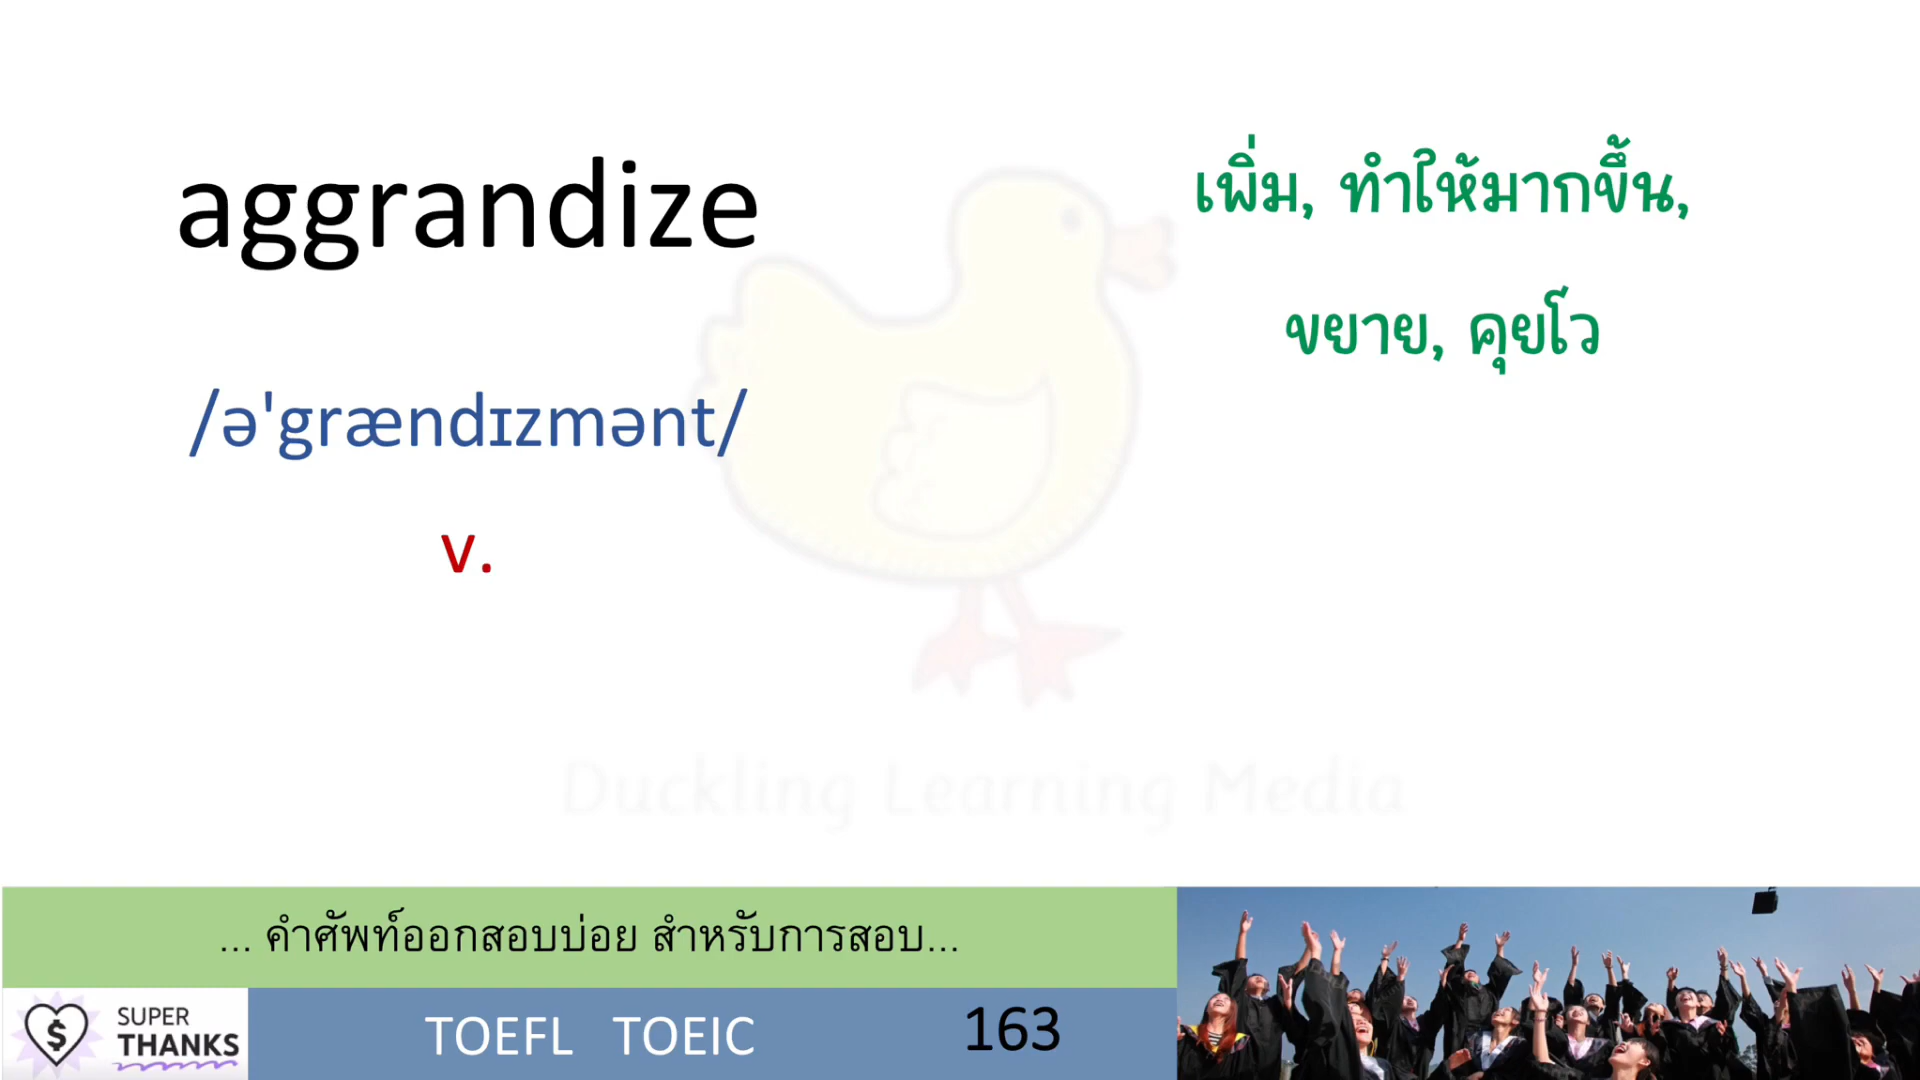 aggrandize
/ə'grændɪzmənt/
v.
เพิ่ม, ทำให้มากขึ้น,
ขยาย, คุยโว
Duckling Learning Media
... คำศัพท์ออกสอบบ่อย สำหรับการสอบ...
SUPER
THANKS
TOEFL TOEIC 163